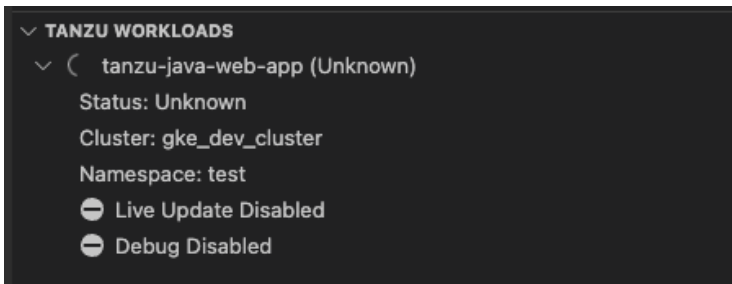 TANZU WORKLOADS
tanzu-java-web-app (Unknown)
Status: Unknown
Cluster: gke_dev_cluster
Namespace: test
Live Update Disabled
Debug Disabled